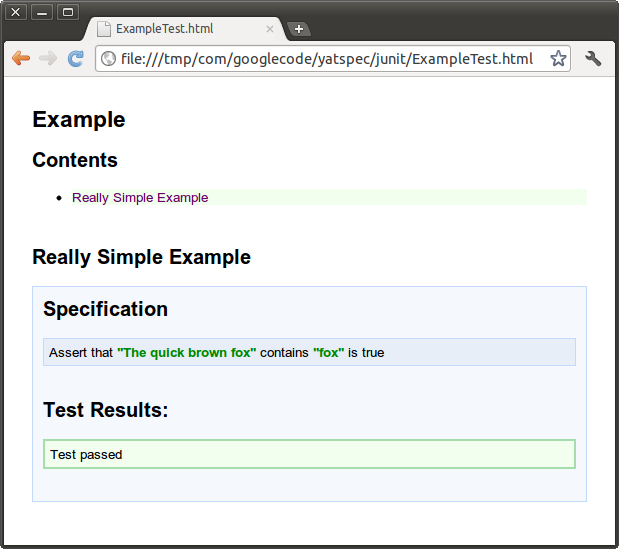 ExampleTest.html
file:///tmp/com/googlecode/yatspec/junit/ExampleTest.html
Example
Contents
Really Simple Example
Really Simple Example
Specification
Assert that "The quick brown fox" contains "fox" is true
Test Results:
Test passed